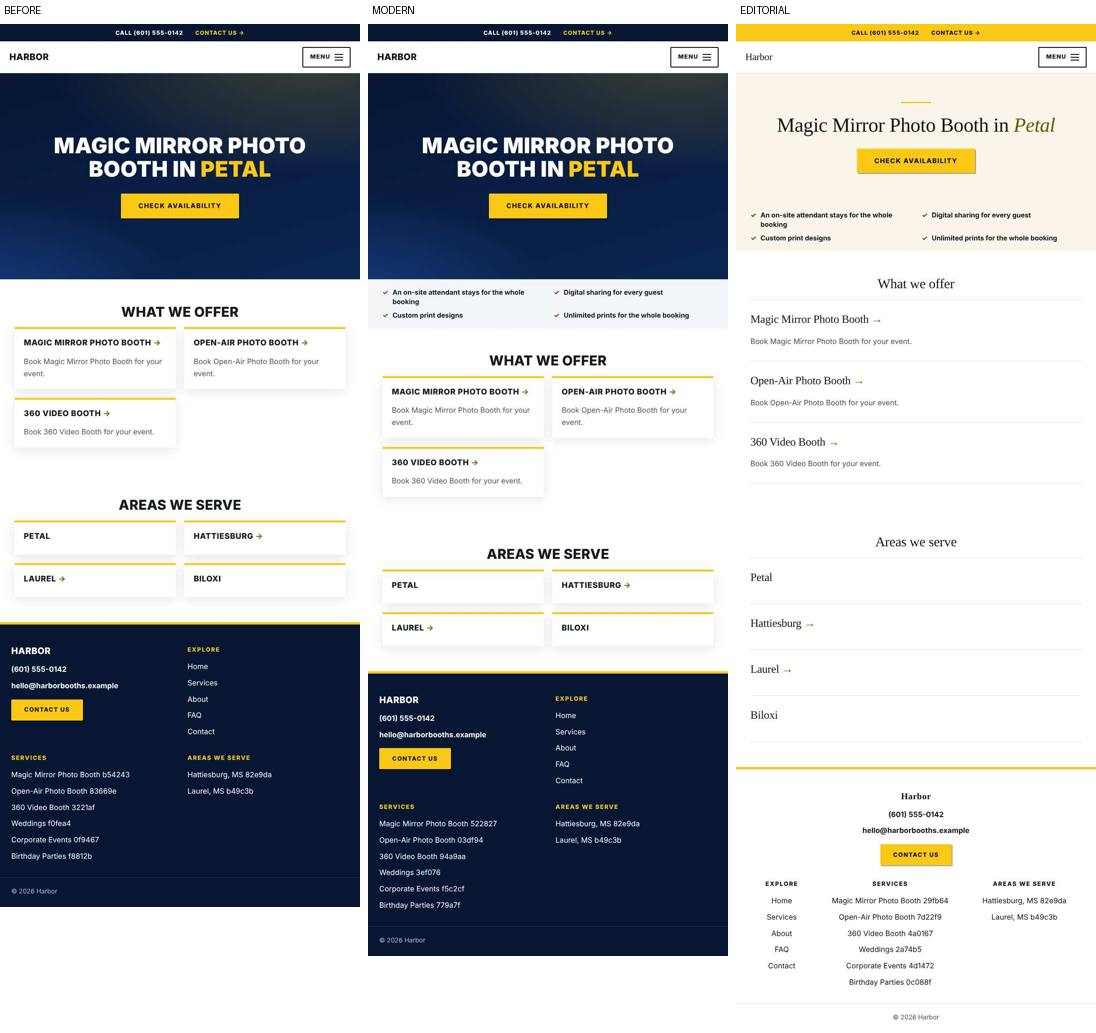 BEFORE
CALL (601) 555-0142 CONTACT US →
HARBOR
MENU
MAGIC MIRROR PHOTO
BOOTH IN PETAL
CHECK AVAILABILITY
WHAT WE OFFER
MAGIC MIRROR PHOTO BOOTH →
Book Magic Mirror Photo Booth for your
event.
OPEN-AIR PHOTO BOOTH →
Book Open-Air Photo Booth for your
event.
360 VIDEO BOOTH →
Book 360 Video Booth for your event.
AREAS WE SERVE
PETAL
HATTIESBURG →
LAUREL →
BILOXI
HARBOR
(601) 555-0142
hello@harborbooths.example
CONTACT US
EXPLORE
Home
Services
About
FAQ
Contact
SERVICES
Magic Mirror Photo Booth b54243
Open-Air Photo Booth 83669e
360 Video Booth 3221af
Weddings f0fea4
Corporate Events 0f9467
Birthday Parties f8812b
AREAS WE SERVE
Hattiesburg, MS 82e9da
Laurel, MS b49c3b
© 2026 Harbor
MODERN
CALL (601) 555-0142 CONTACT US →
HARBOR
MENU
MAGIC MIRROR PHOTO
BOOTH IN PETAL
CHECK AVAILABILITY
✓ An on-site attendant stays for the whole
booking
✓ Digital sharing for every guest
✓ Custom print designs
✓ Unlimited prints for the whole booking
WHAT WE OFFER
MAGIC MIRROR PHOTO BOOTH →
Book Magic Mirror Photo Booth for your
event.
OPEN-AIR PHOTO BOOTH →
Book Open-Air Photo Booth for your
event.
360 VIDEO BOOTH →
Book 360 Video Booth for your event.
AREAS WE SERVE
PETAL
HATTIESBURG →
LAUREL →
BILOXI
HARBOR
(601) 555-0142
hello@harborbooths.example
CONTACT US
EXPLORE
Home
Services
About
FAQ
Contact
SERVICES
Magic Mirror Photo Booth 522827
Open-Air Photo Booth 03df94
360 Video Booth 94a9aa
Weddings 3ef076
Corporate Events f5c2cf
Birthday Parties 779a7f
AREAS WE SERVE
Hattiesburg, MS 82e9da
Laurel, MS b49c3b
© 2026 Harbor
EDITORIAL
CALL (601) 555-0142 CONTACT US →
Harbor
MENU
Magic Mirror Photo Booth in Petal
CHECK AVAILABILITY
✓ An on-site attendant stays for the whole
booking
✓ Digital sharing for every guest
✓ Custom print designs
✓ Unlimited prints for the whole booking
What we offer
Magic Mirror Photo Booth →
Book Magic Mirror Photo Booth for your event.
Open-Air Photo Booth →
Book Open-Air Photo Booth for your event.
360 Video Booth →
Book 360 Video Booth for your event.
Areas we serve
Petal
Hattiesburg →
Laurel →
Biloxi
Harbor
(601) 555-0142
hello@harborbooths.example
CONTACT US
EXPLORE
Home
Services
About
FAQ
Contact
SERVICES
Magic Mirror Photo Booth 29fb64
Open-Air Photo Booth 7d22f9
360 Video Booth 4a0167
Weddings 2a74b5
Corporate Events 4d1472
Birthday Parties 0c088f
AREAS WE SERVE
Hattiesburg, MS 82e9da
Laurel, MS b49c3b
© 2026 Harbor